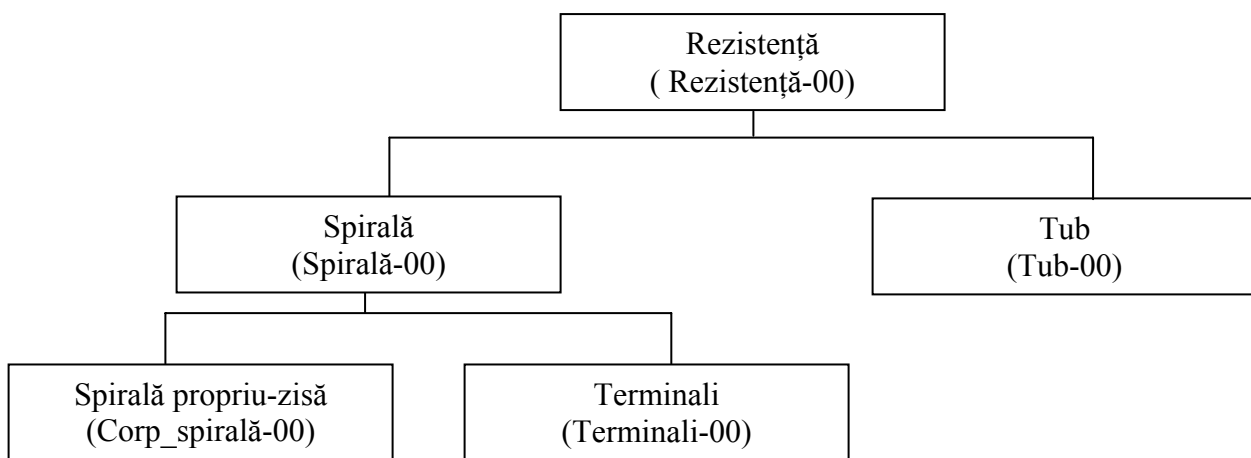 Rezistență
( Rezistență-00)
Spirală
(Spirală-00)
Tub
(Tub-00)
Spirală propriu-zisă
(Corp_spirală-00)
Terminali
(Terminali-00)